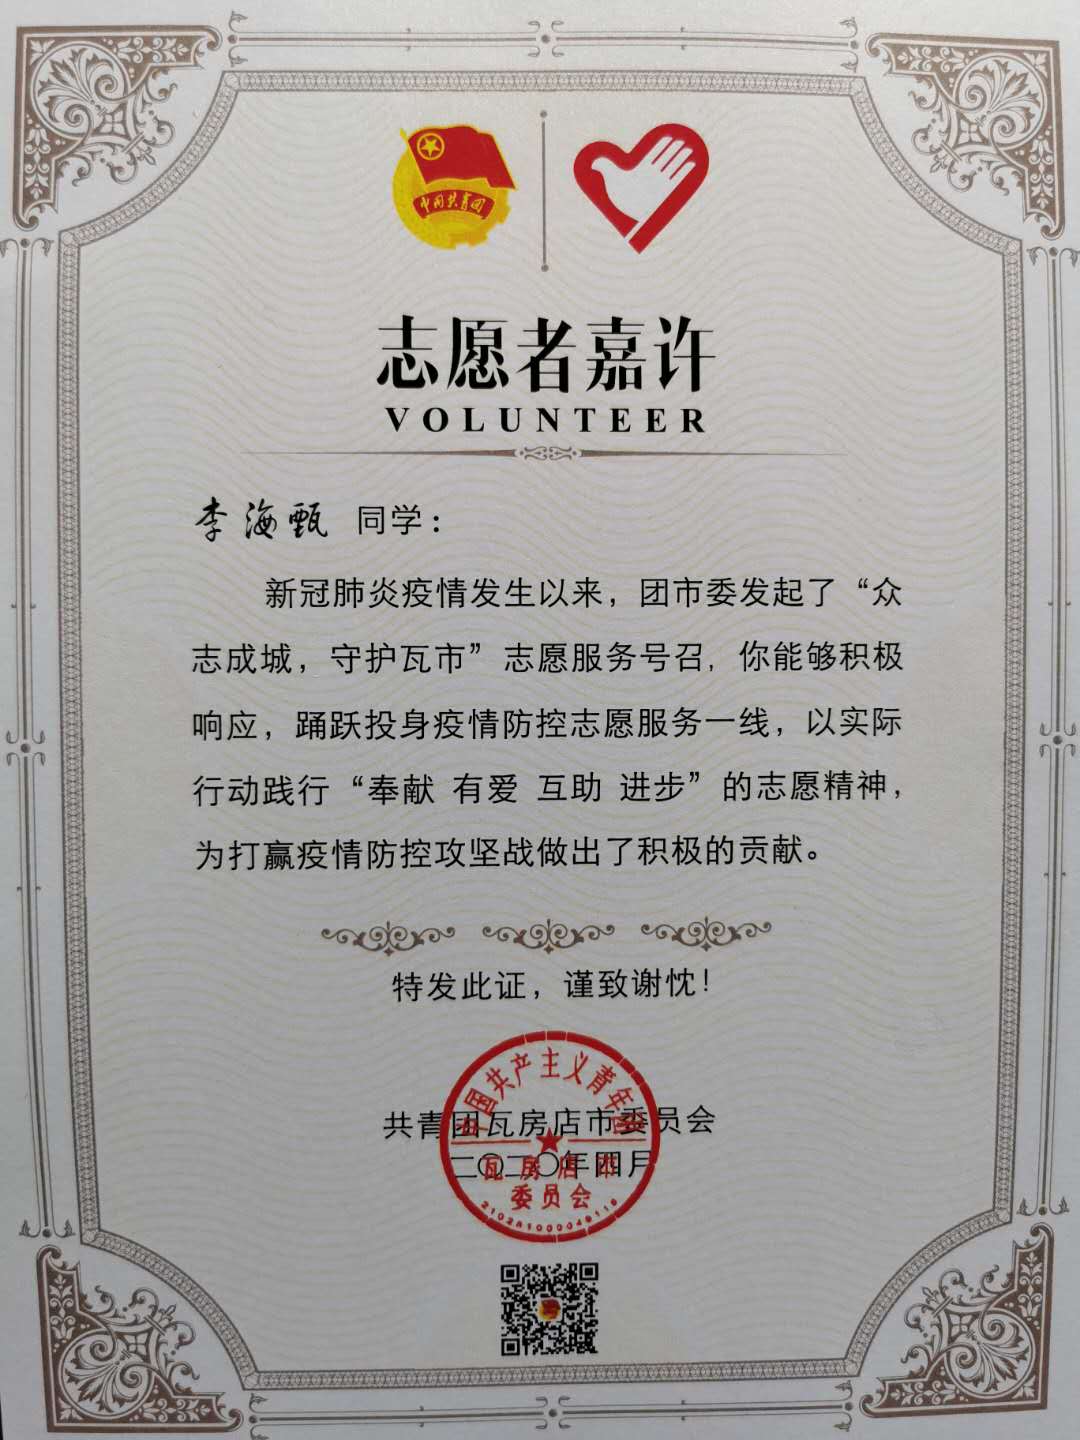 中国共青团
志愿者嘉许
VOLUNTEER
李海甄 同学：
新冠肺炎疫情发生以来，团市委发起了“众
志成城，守护瓦市”志愿服务号召，你能够积极
响应，踊跃投身疫情防控志愿服务一线，以实际
行动践行“奉献 有爱 互助 进步”的志愿精神，
为打赢疫情防控攻坚战做出了积极的贡献。
特发此证，谨致谢忱！
中国共产主义青年团
共青团瓦房店市委员会
二〇二〇年四月
瓦房店市
委员会